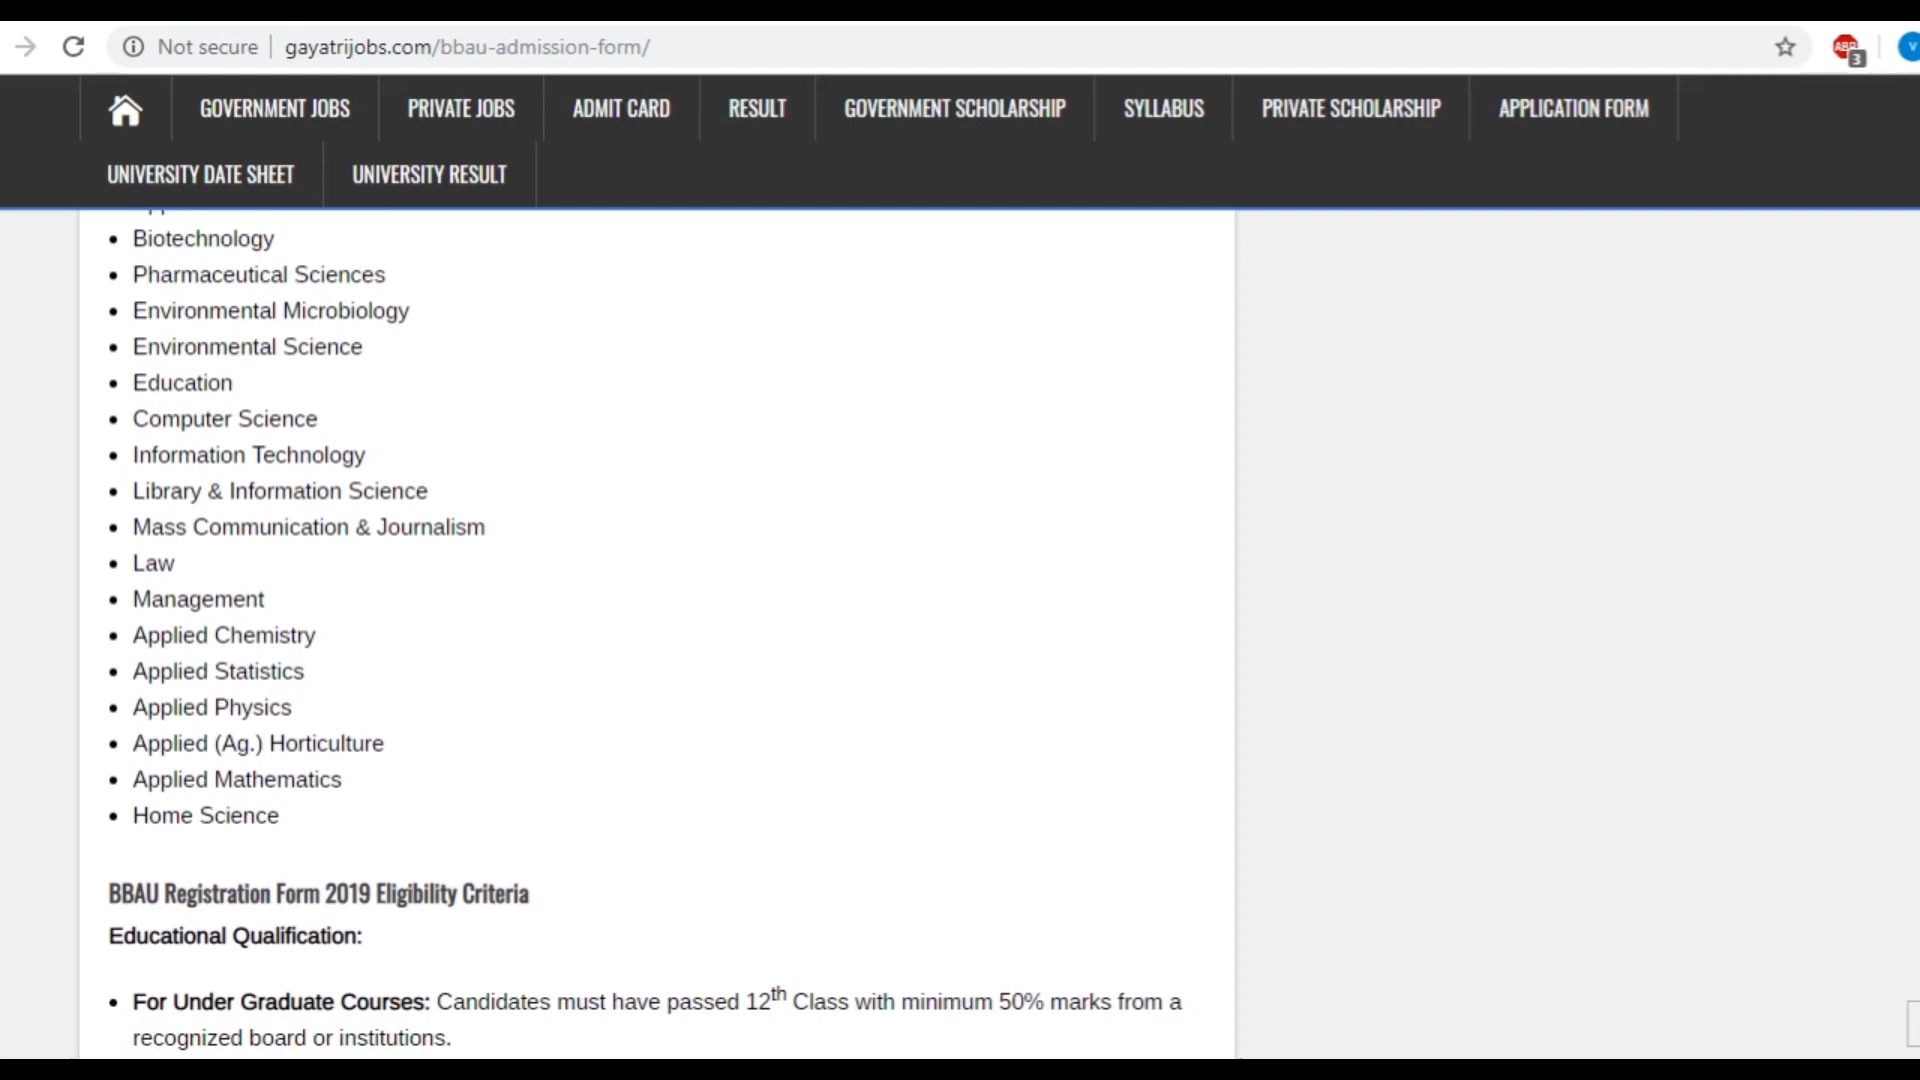 Not secure | gayatrijobs.com/bbau-admission-form/
ABP 3 V
GOVERNMENT JOBS PRIVATE JOBS ADMIT CARD RESULT GOVERNMENT SCHOLARSHIP SYLLABUS PRIVATE SCHOLARSHIP APPLICATION FORM
UNIVERSITY DATE SHEET UNIVERSITY RESULT
• Biotechnology
• Pharmaceutical Sciences
• Environmental Microbiology
• Environmental Science
• Education
• Computer Science
• Information Technology
• Library & Information Science
• Mass Communication & Journalism
• Law
• Management
• Applied Chemistry
• Applied Statistics
• Applied Physics
• Applied (Ag.) Horticulture
• Applied Mathematics
• Home Science
BBAU Registration Form 2019 Eligibility Criteria
Educational Qualification:
• For Under Graduate Courses: Candidates must have passed 12th Class with minimum 50% marks from a
recognized board or institutions.